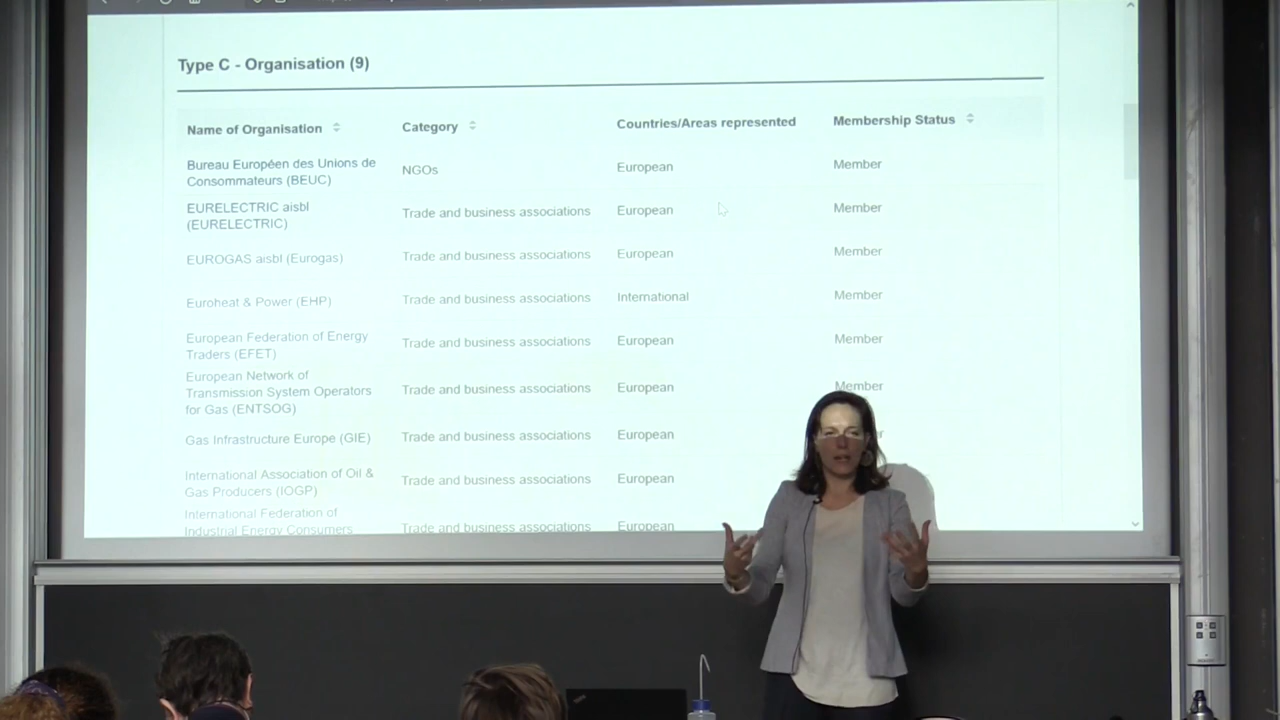 Type C - Organisation (9)
Name of Organisation Category Countries/Areas represented Membership Status
Bureau Européen des Unions de
Consommateurs (BEUC) NGOs European Member
EURELECTRIC aisbl
(EURELECTRIC) Trade and business associations European Member
EUROGAS aisbl (Eurogas) Trade and business associations European Member
Euroheat & Power (EHP) Trade and business associations International Member
European Federation of Energy
Traders (EFET) Trade and business associations European Member
European Network of
Transmission System Operators
for Gas (ENTSOG) Trade and business associations European Member
Gas Infrastructure Europe (GIE) Trade and business associations European
International Association of Oil &
Gas Producers (IOGP) Trade and business associations European
International Federation of
Industrial Energy Consumers Trade and business associations European